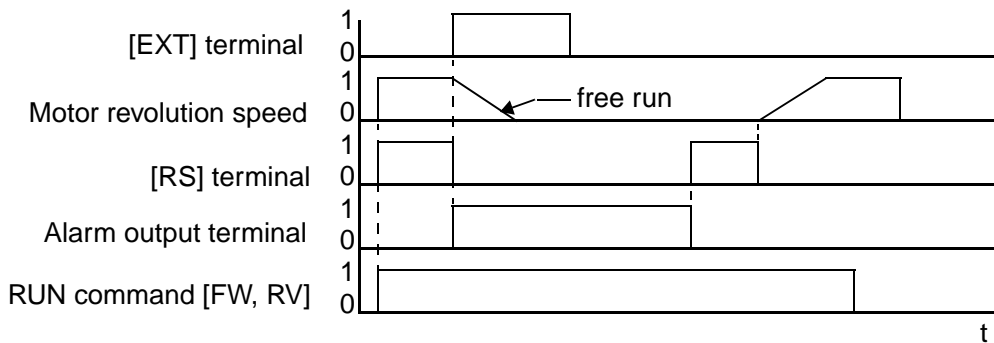 [EXT] terminal 1 0
Motor revolution speed 1 0 free run
[RS] terminal 1 0
Alarm output terminal 1 0
RUN command [FW, RV] 1 0
t